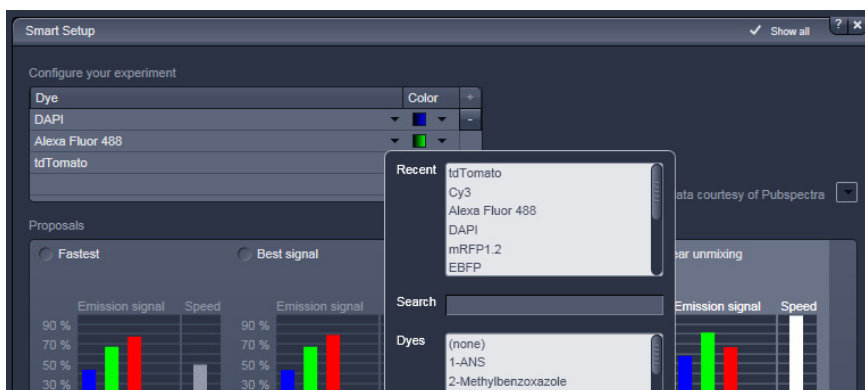 Smart Setup
Show all
? ×
Configure your experiment
Dye Color +
DAPI -
Alexa Fluor 488
tdTomato
Recent
tdTomato
Cy3
Alexa Fluor 488
DAPI
mRFP1.2
EBFP
ata courtesy of Pubspectra
Proposals
Fastest
Best signal
ear unmixing
Search
Emission signal Speed
Emission signal
Emission signal Speed
90 %
70 %
50 %
30 %
90 %
70 %
50 %
30 %
Dyes
(none)
1-ANS
2-Methylbenzoxazole